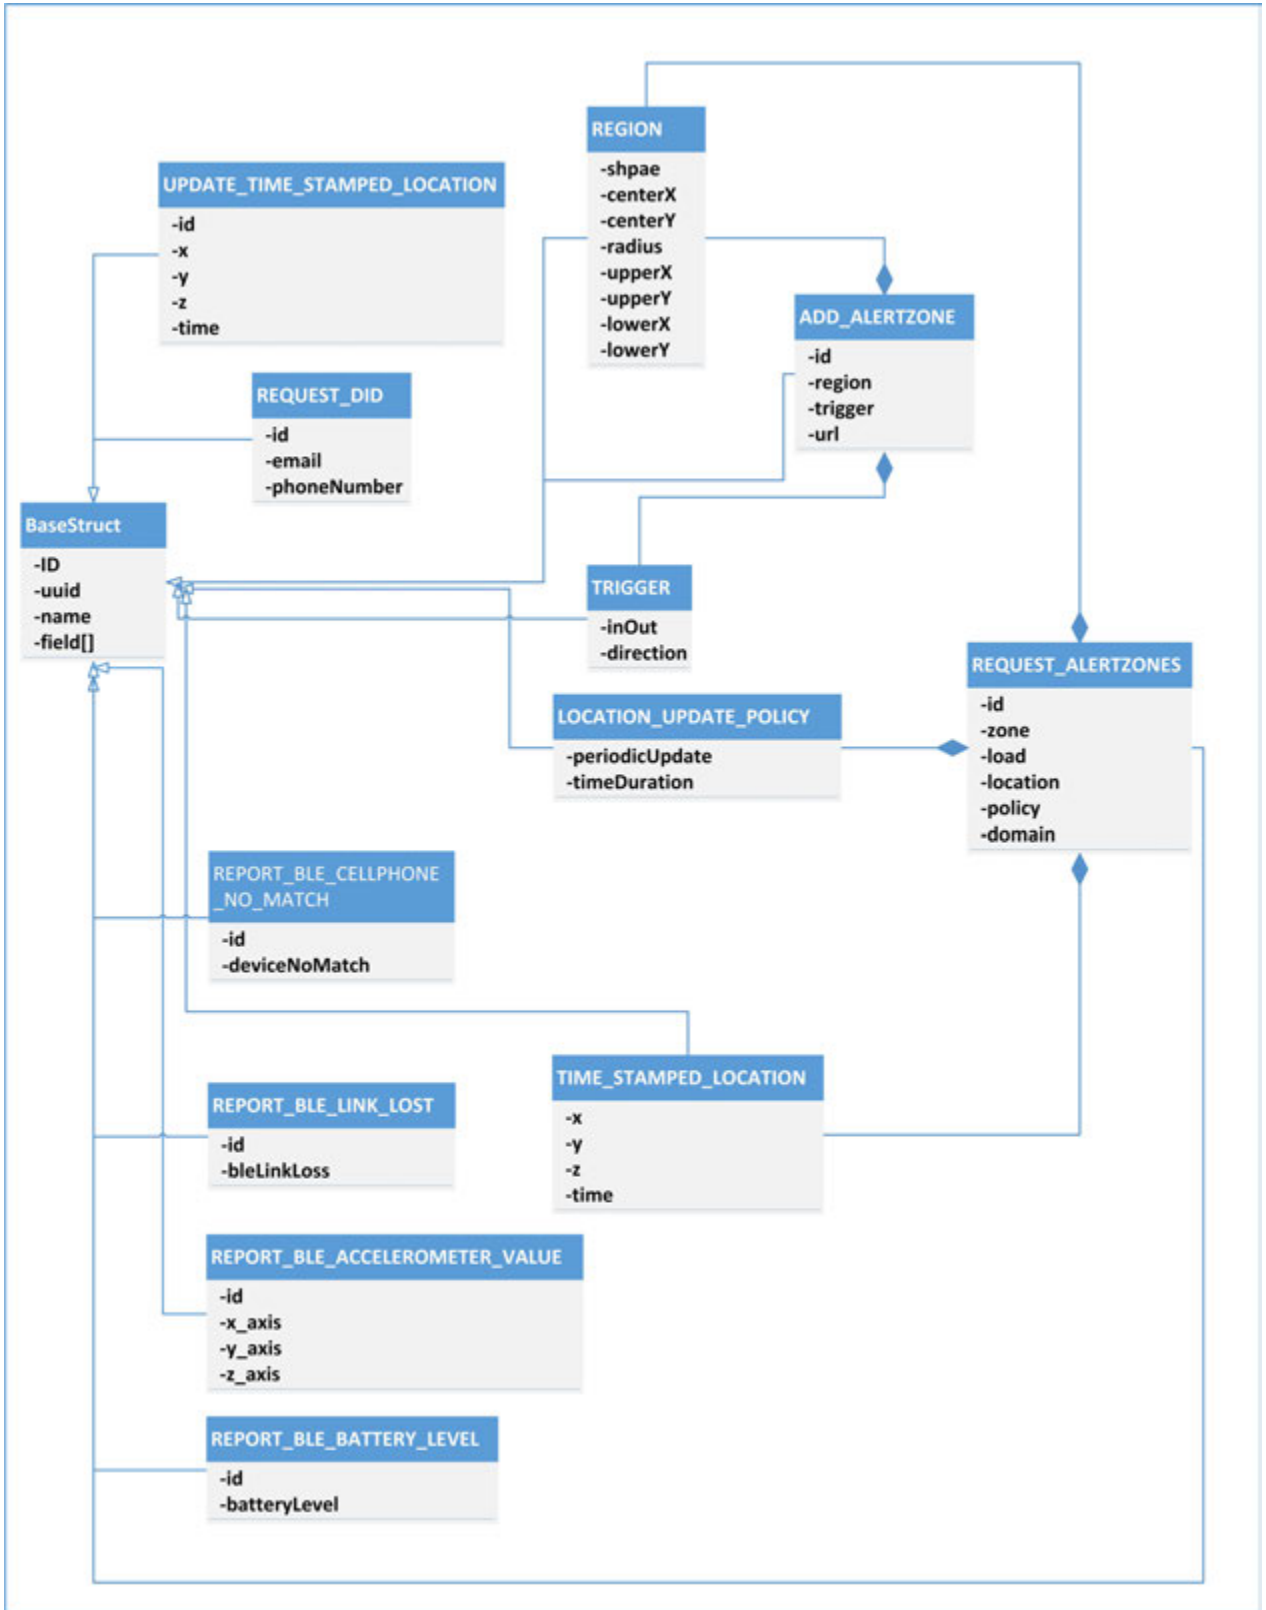 REGION
-shpae
-centerX
-centerY
-radius
-upperX
-upperY
-lowerX
-lowerY
UPDATE_TIME_STAMPED_LOCATION
-id
-x
-y
-z
-time
ADD_ALERTZONE
-id
-region
-trigger
-url
REQUEST_DID
-id
-email
-phoneNumber
BaseStruct
-ID
-uuid
-name
-field[]
TRIGGER
-inOut
-direction
REQUEST_ALERTZONES
-id
-zone
-load
-location
-policy
-domain
LOCATION_UPDATE_POLICY
-periodicUpdate
-timeDuration
REPORT_BLE_CELLPHONE
_NO_MATCH
-id
-deviceNoMatch
TIME_STAMPED_LOCATION
-x
-y
-z
-time
REPORT_BLE_LINK_LOST
-id
-bleLinkLoss
REPORT_BLE_ACCELEROMETER_VALUE
-id
-x_axis
-y_axis
-z_axis
REPORT_BLE_BATTERY_LEVEL
-id
-batteryLevel